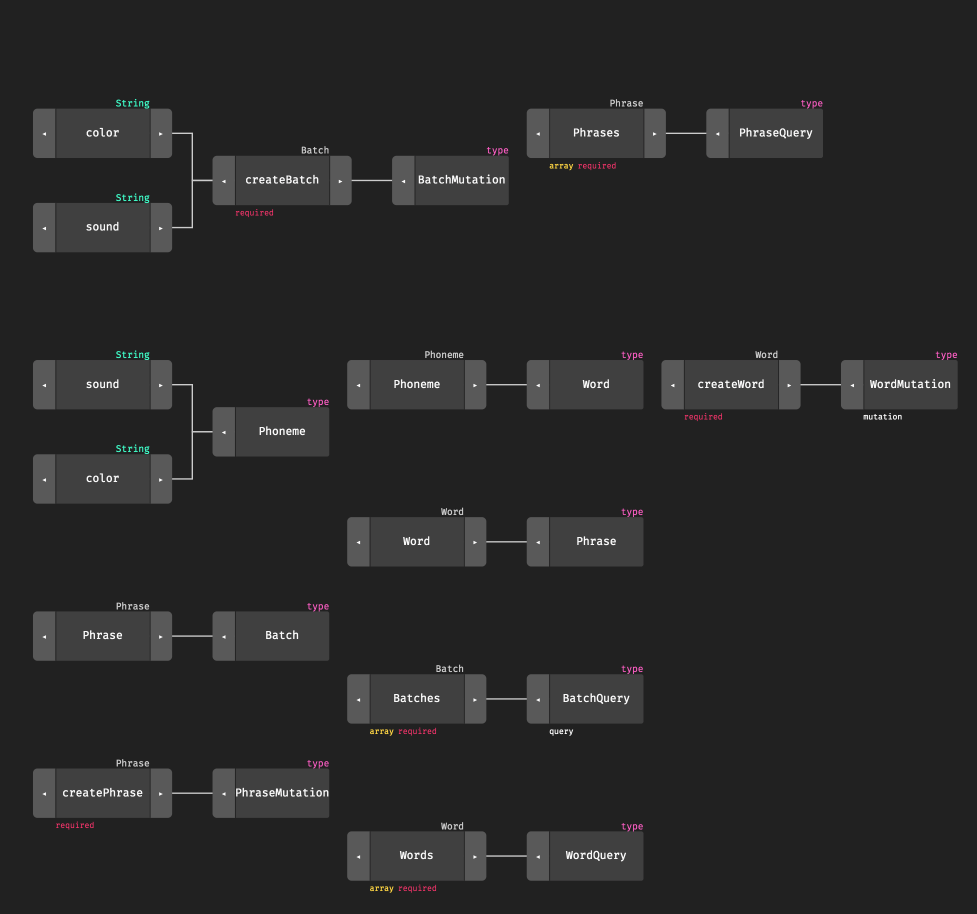 String
color
String
sound
Batch
createBatch
required
type
BatchMutation
Phrase
Phrases
array required
type
PhraseQuery
String
sound
String
color
type
Phoneme
Phoneme
Phoneme
type
Word
Word
createWord
required
type
WordMutation
mutation
Word
Word
type
Phrase
Phrase
Phrase
type
Batch
Batch
Batches
array required
type
BatchQuery
query
Phrase
createPhrase
required
type
PhraseMutation
Word
Words
array required
type
WordQuery